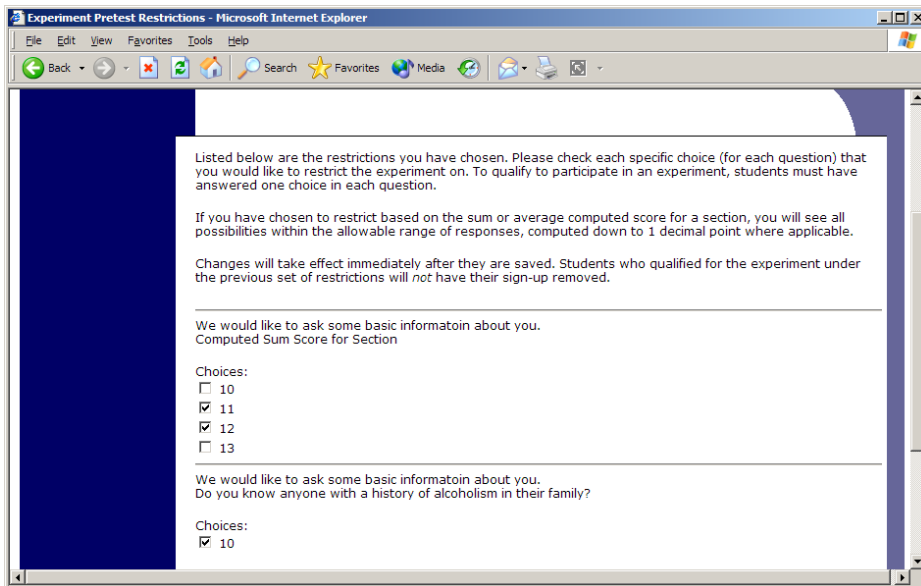 Experiment Pretest Restrictions - Microsoft Internet Explorer
File Edit View Favorites Tools Help
Back Search Favorites Media
Listed below are the restrictions you have chosen. Please check each specific choice (for each question) that
you would like to restrict the experiment on. To qualify to participate in an experiment, students must have
answered one choice in each question.
If you have chosen to restrict based on the sum or average computed score for a section, you will see all
possibilities within the allowable range of responses, computed down to 1 decimal point where applicable.
Changes will take effect immediately after they are saved. Students who qualified for the experiment under
the previous set of restrictions will not have their sign-up removed.
We would like to ask some basic informatoin about you.
Computed Sum Score for Section
Choices:
10
11
12
13
We would like to ask some basic informatoin about you.
Do you know anyone with a history of alcoholism in their family?
Choices:
10